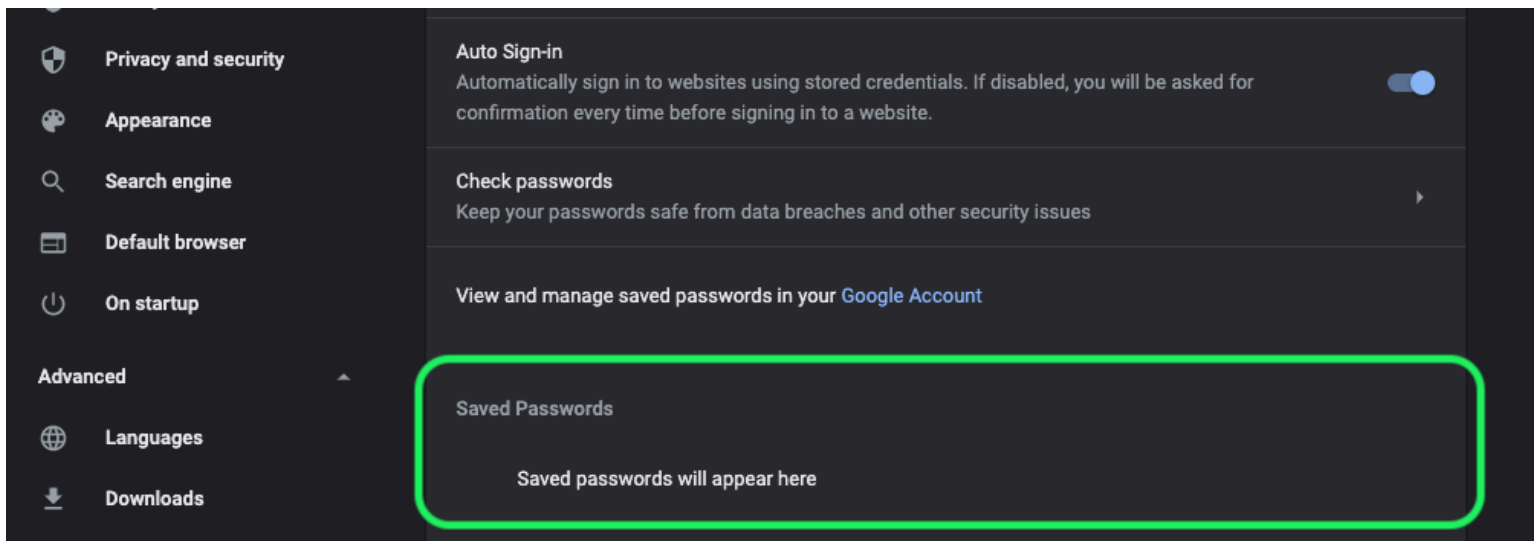 Privacy and security
Appearance
Search engine
Default browser
On startup
Advanced
Languages
Downloads
Auto Sign-in
Automatically sign in to websites using stored credentials. If disabled, you will be asked for
confirmation every time before signing in to a website.
Check passwords
Keep your passwords safe from data breaches and other security issues
View and manage saved passwords in your Google Account
Saved Passwords
Saved passwords will appear here